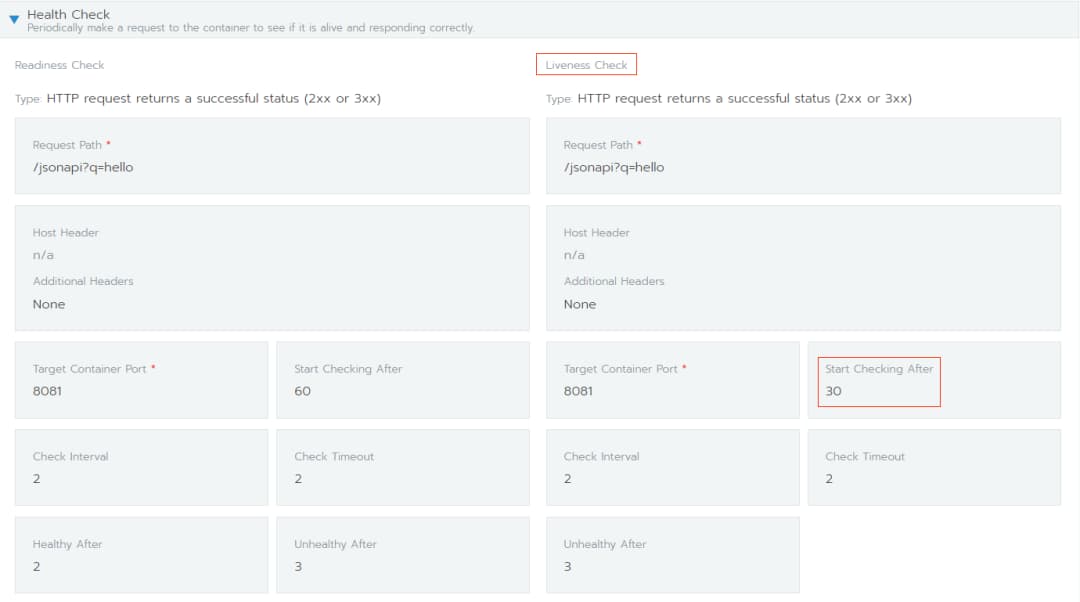 Health Check
Periodically make a request to the container to see if it is alive and responding correctly.
Readiness Check
Type: HTTP request returns a successful status (2xx or 3xx)
Request Path *
/jsonapi?q=hello
Host Header
n/a
Additional Headers
None
Target Container Port *
8081
Start Checking After
60
Check Interval
2
Check Timeout
2
Healthy After
2
Unhealthy After
3
Liveness Check
Type: HTTP request returns a successful status (2xx or 3xx)
Request Path *
/jsonapi?q=hello
Host Header
n/a
Additional Headers
None
Target Container Port *
8081
Start Checking After
30
Check Interval
2
Check Timeout
2
Unhealthy After
3